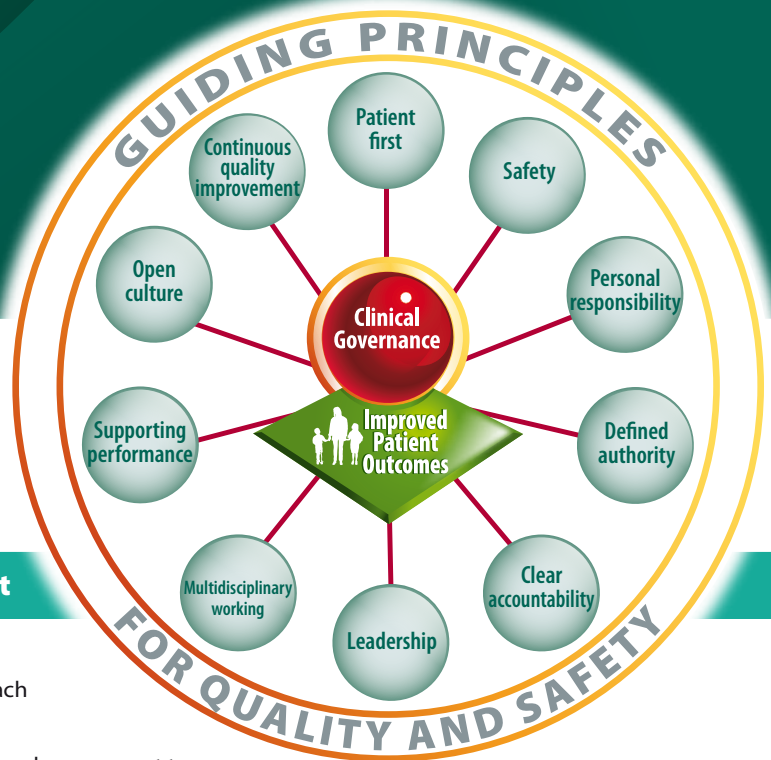 GUIDING PRINCIPLES
Patient
first
Safety
Personal
responsibility
Defined
authority
Clear
accountability
Leadership
Multidisciplinary
working
Supporting
performance
Open
culture
Continuous
quality
improvement
Clinical
Governance
Improved
Patient
Outcomes
FOR QUALITY AND SAFETY
t
ach